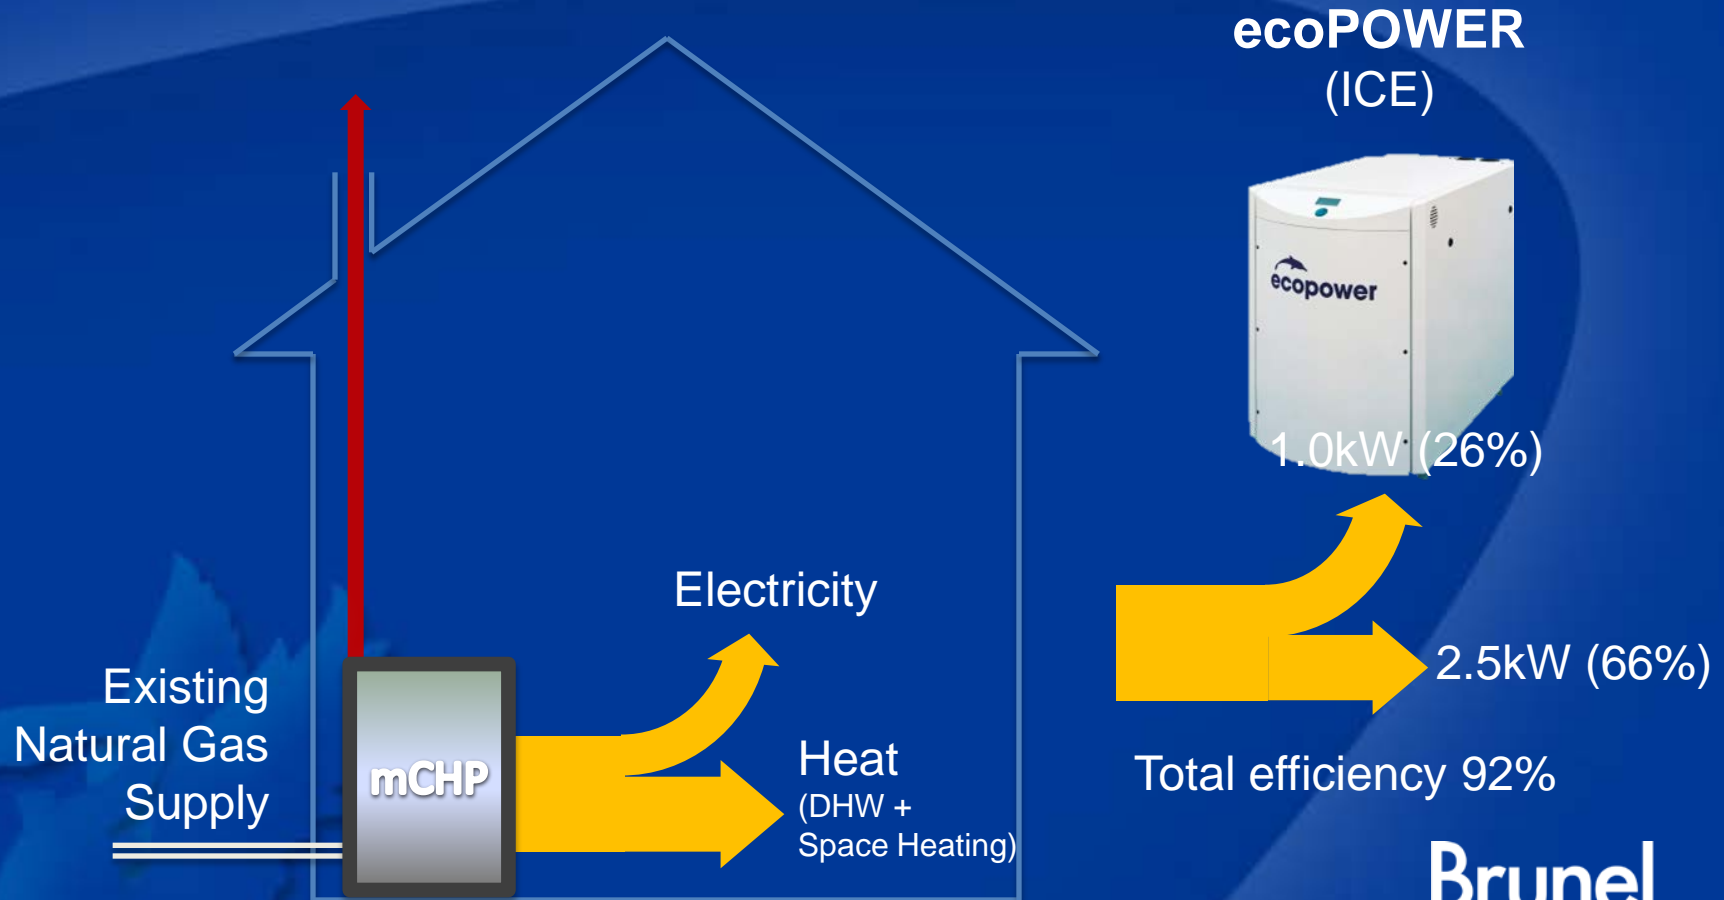 ecoPOWER
(ICE)
ecopower
1.0kW (26%)
Electricity
2.5kW (66%)
Existing
Natural Gas
Supply
mCHP
Heat
(DHW +
Space Heating)
Total efficiency 92%
Brunel